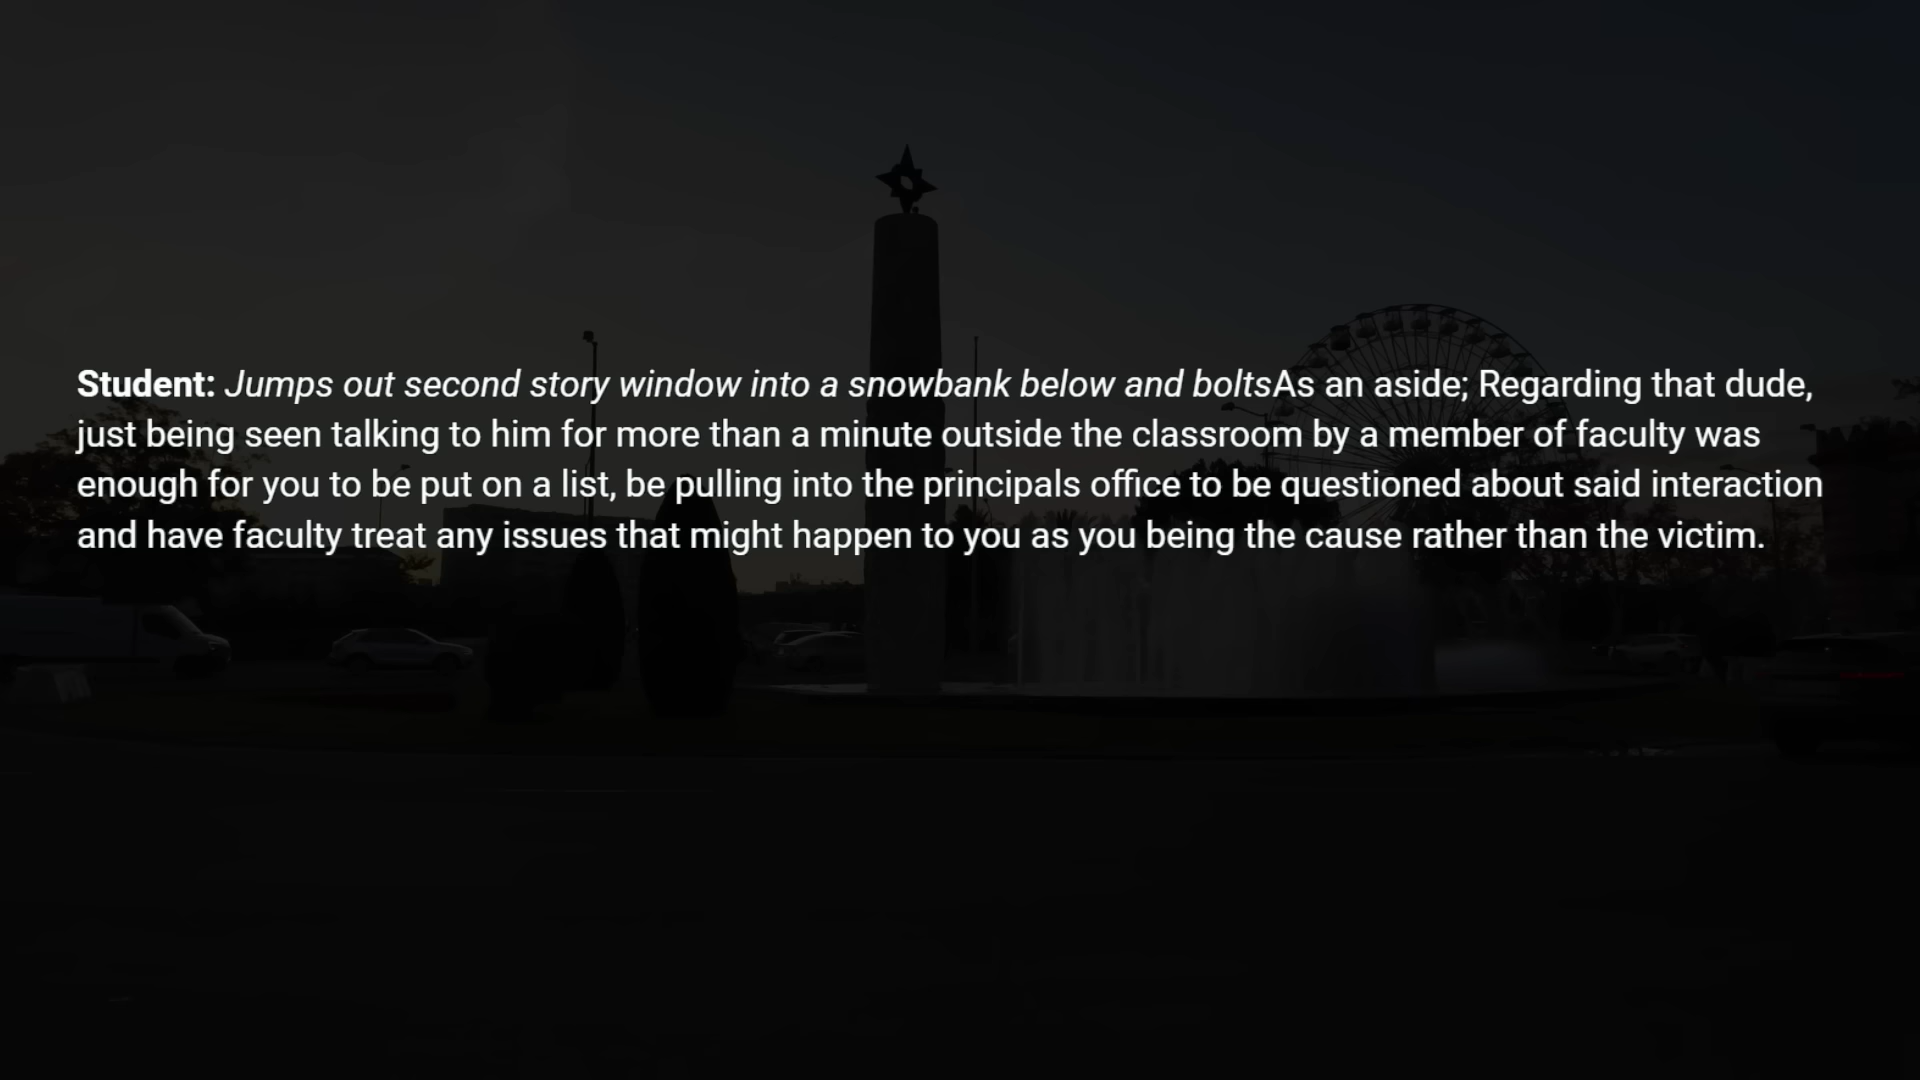 Student: Jumps out second story window into a snowbank below and boltsAs an aside; Regarding that dude,
just being seen talking to him for more than a minute outside the classroom by a member of faculty was
enough for you to be put on a list, be pulling into the principals office to be questioned about said interaction
and have faculty treat any issues that might happen to you as you being the cause rather than the victim.